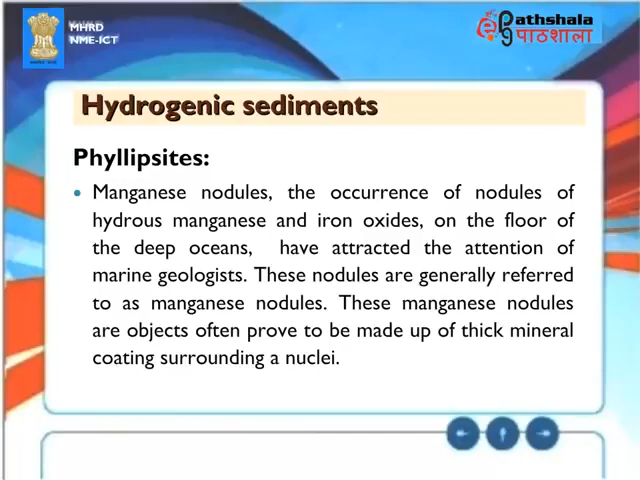 MHRD
NME-ICT
e Pathshala
पाठशाला
Hydrogenic sediments
Phyllipsites:
• Manganese nodules, the occurrence of nodules of
hydrous manganese and iron oxides, on the floor of
the deep oceans, have attracted the attention of
marine geologists. These nodules are generally referred
to as manganese nodules. These manganese nodules
are objects often prove to be made up of thick mineral
coating surrounding a nuclei.